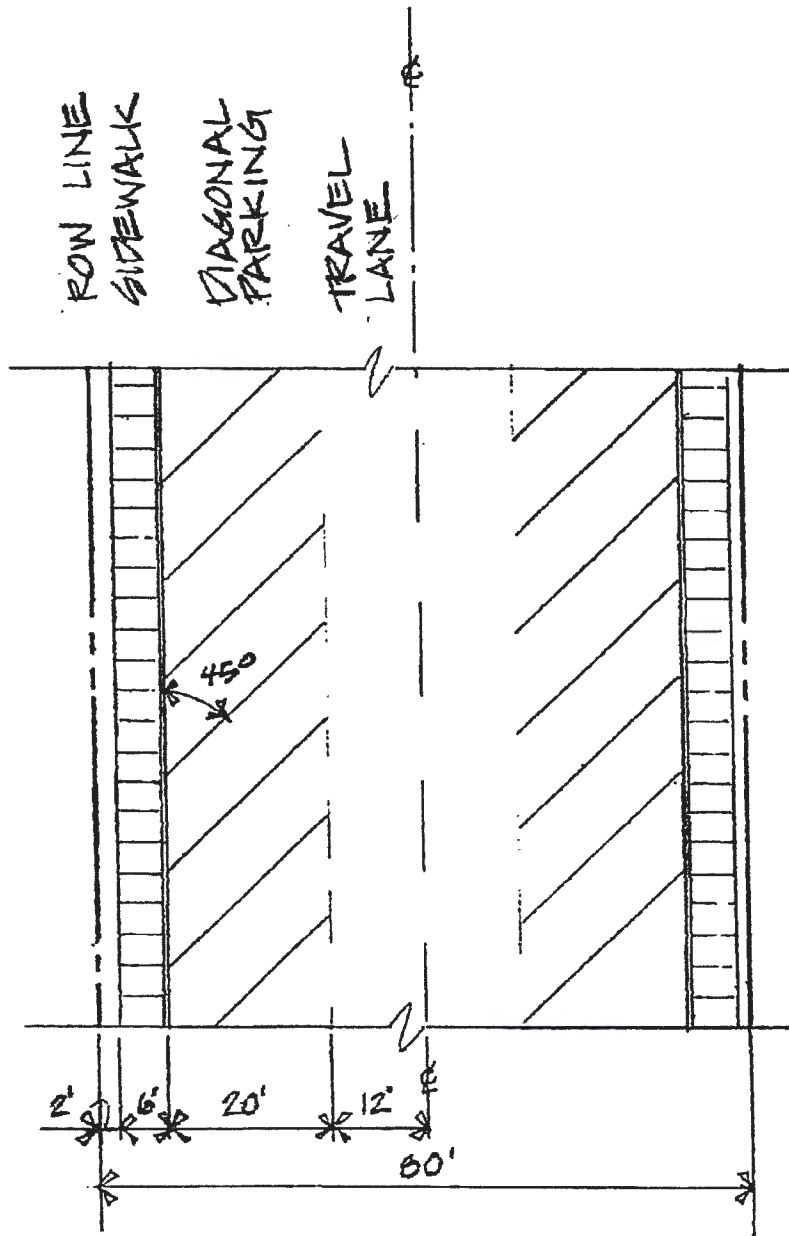 ROW LINE
SIDEWALK
DIAGONAL
PARKING
TRAVEL
LANE
℄
45°
℄
2' 6' 20' 12'
80'